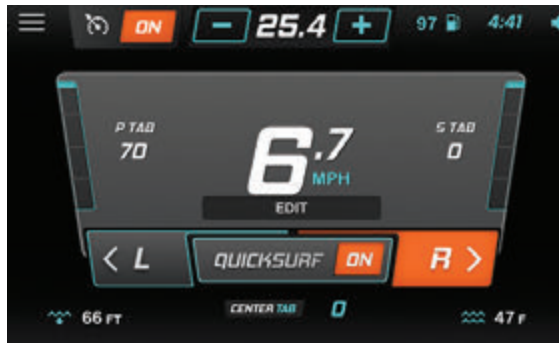 ON − 25.4 + 97 4:41
P TAB
70
S TAB
0
6.7
MPH
EDIT
< L
QUICKSURF ON
R >
66 FT
CENTER TAB 0
47 F